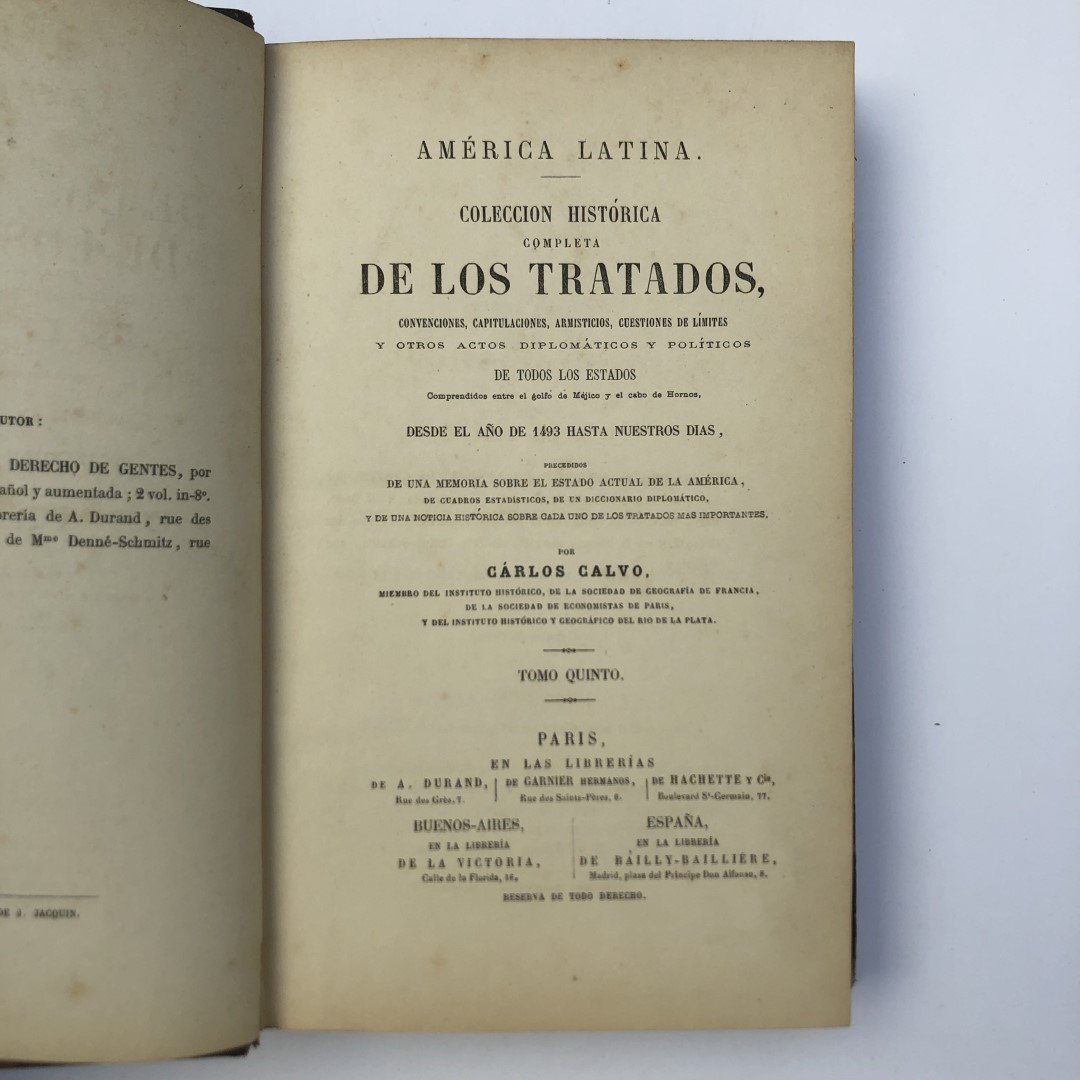 UTOR :
DERECHO DE GENTES, por
añol y aumentada ; 2 vol. in-8º.
rería de A. Durand, rue des
de Mme Denné-Schmitz, rue
DE J. JACQUIN.
AMÉRICA LATINA.
COLECCION HISTÓRICA
COMPLETA
DE LOS TRATADOS,
CONVENCIONES, CAPITULACIONES, ARMISTICIOS, CUESTIONES DE LÍMITES
Y OTROS ACTOS DIPLOMÁTICOS Y POLÍTICOS
DE TODOS LOS ESTADOS
Comprendidos entre el golfo de Méjico y el cabo de Hornos,
DESDE EL AÑO DE 1493 HASTA NUESTROS DIAS,
PRECEDIDOS
DE UNA MEMORIA SOBRE EL ESTADO ACTUAL DE LA AMÉRICA,
DE CUADROS ESTADÍSTICOS, DE UN DICCIONARIO DIPLOMÁTICO,
Y DE UNA NOTICIA HISTÓRICA SOBRE CADA UNO DE LOS TRATADOS MAS IMPORTANTES,
POR
CÁRLOS CALVO,
MIEMBRO DEL INSTITUTO HISTÓRICO, DE LA SOCIEDAD DE GEOGRAFÍA DE FRANCIA,
DE LA SOCIEDAD DE ECONOMISTAS DE PARIS,
Y DEL INSTITUTO HISTÓRICO Y GEOGRÁFICO DEL RIO DE LA PLATA.
TOMO QUINTO.
PARIS,
EN LAS LIBRERÍAS
DE A. DURAND,
Rue des Grès, 7.
DE GARNIER HERMANOS,
Rue des Saints-Pères, 6.
DE HACHETTE Y Cia,
Boulevard St-Germain, 77.
BUENOS-AIRES,
EN LA LIBRERÍA
DE LA VICTORIA,
Calle de la Florida, 16.
ESPAÑA,
EN LA LIBRERÍA
DE BAILLY-BAILLIÈRE,
Madrid, plaza del Príncipe Don Alfonso, 8.
RESERVA DE TODO DERECHO.